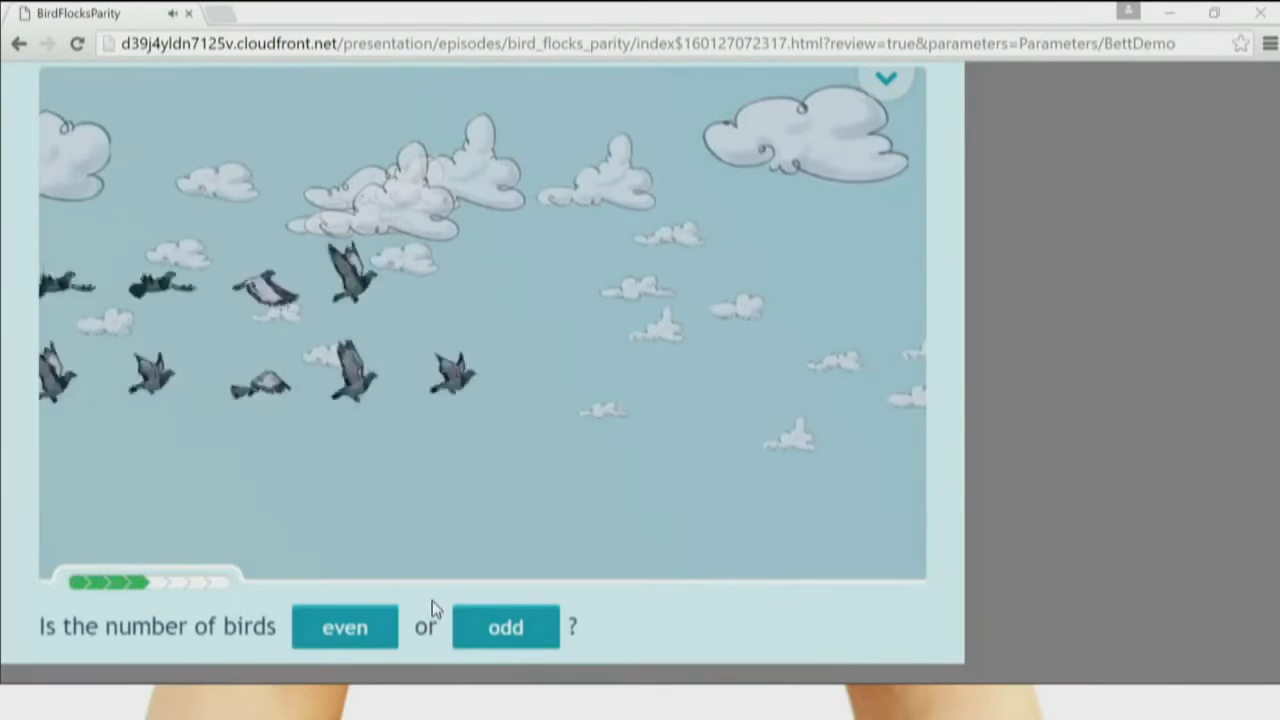 BirdFlocksParity
d39j4yldn7125v.cloudfront.net/presentation/episodes/bird_flocks_parity/index$160127072317.html?review=true&parameters=Parameters/BettDemo
Is the number of birds even or odd ?